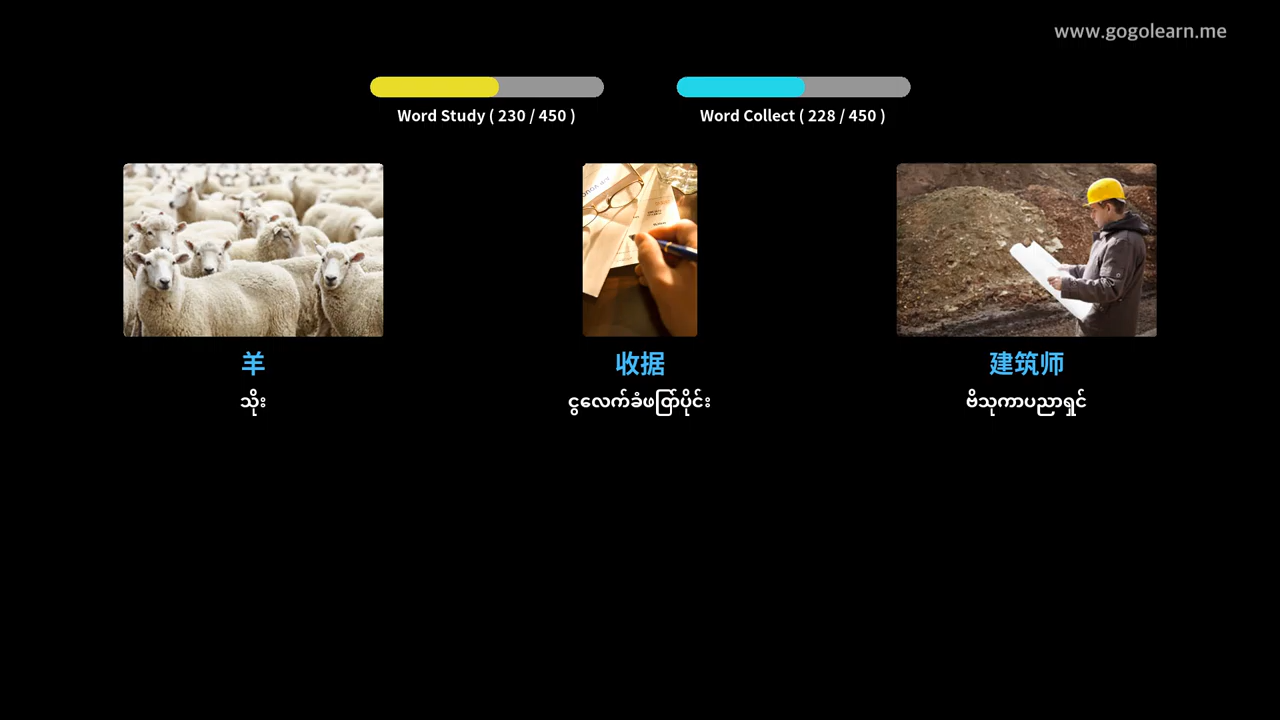 www.gogolearn.me
Word Study ( 230 / 450 )
Word Collect ( 228 / 450 )
羊
收据
建筑师
သိုး
ငွလေက်ခံဖြတ်ပိုင်း
ဗိသုကာပညာရှင်